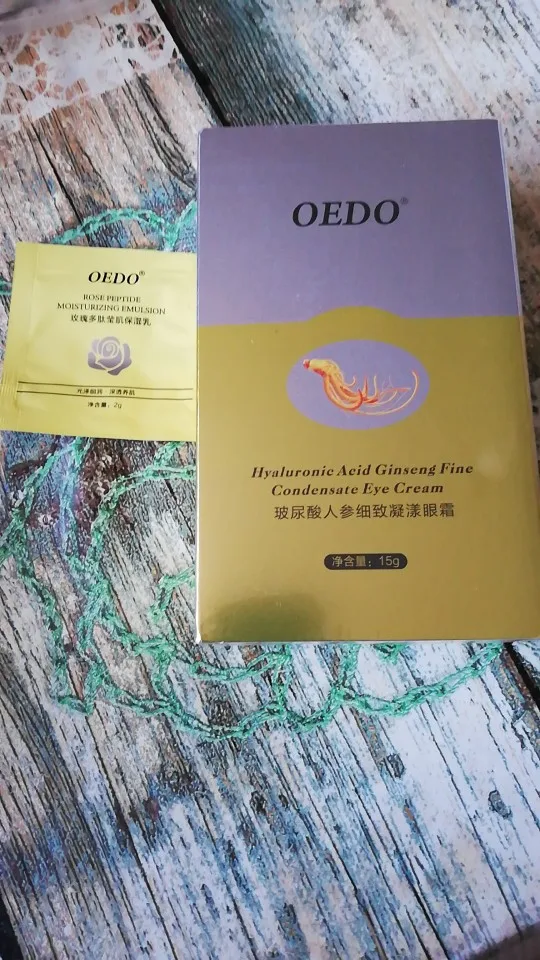 OEDO®
ROSE PEPTIDE
MOISTURIZING EMULSION
玫瑰多肽莹肌保湿乳
净含量：2g
OEDO®
Hyaluronic Acid Ginseng Fine
Condensate Eye Cream
玻尿酸人参细致凝漾眼霜
净含量：15g